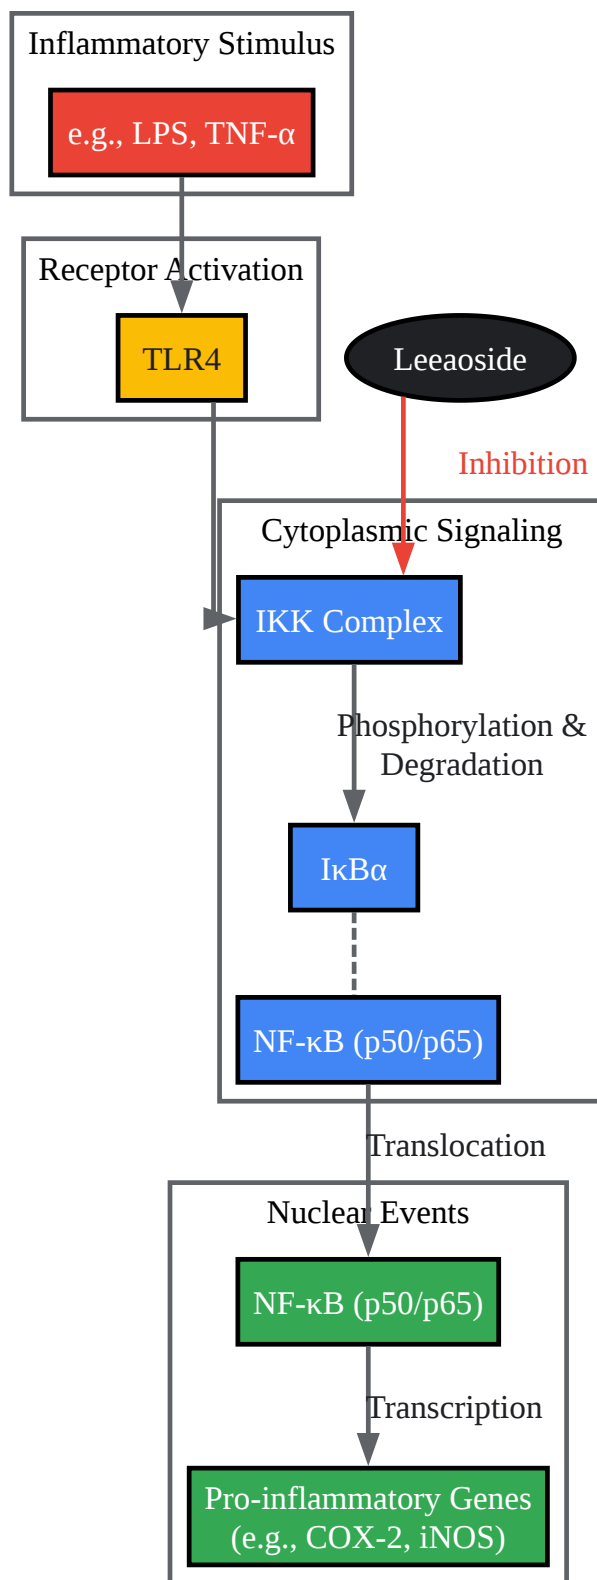 Inflammatory Stimulus
e.g., LPS, TNF-α
Receptor Activation
TLR4
Leeaoside
Inhibition
Cytoplasmic Signaling
IKK Complex
Phosphorylation &
Degradation
IκBα
NF-κB (p50/p65)
Translocation
Nuclear Events
NF-κB (p50/p65)
Transcription
Pro-inflammatory Genes
(e.g., COX-2, iNOS)